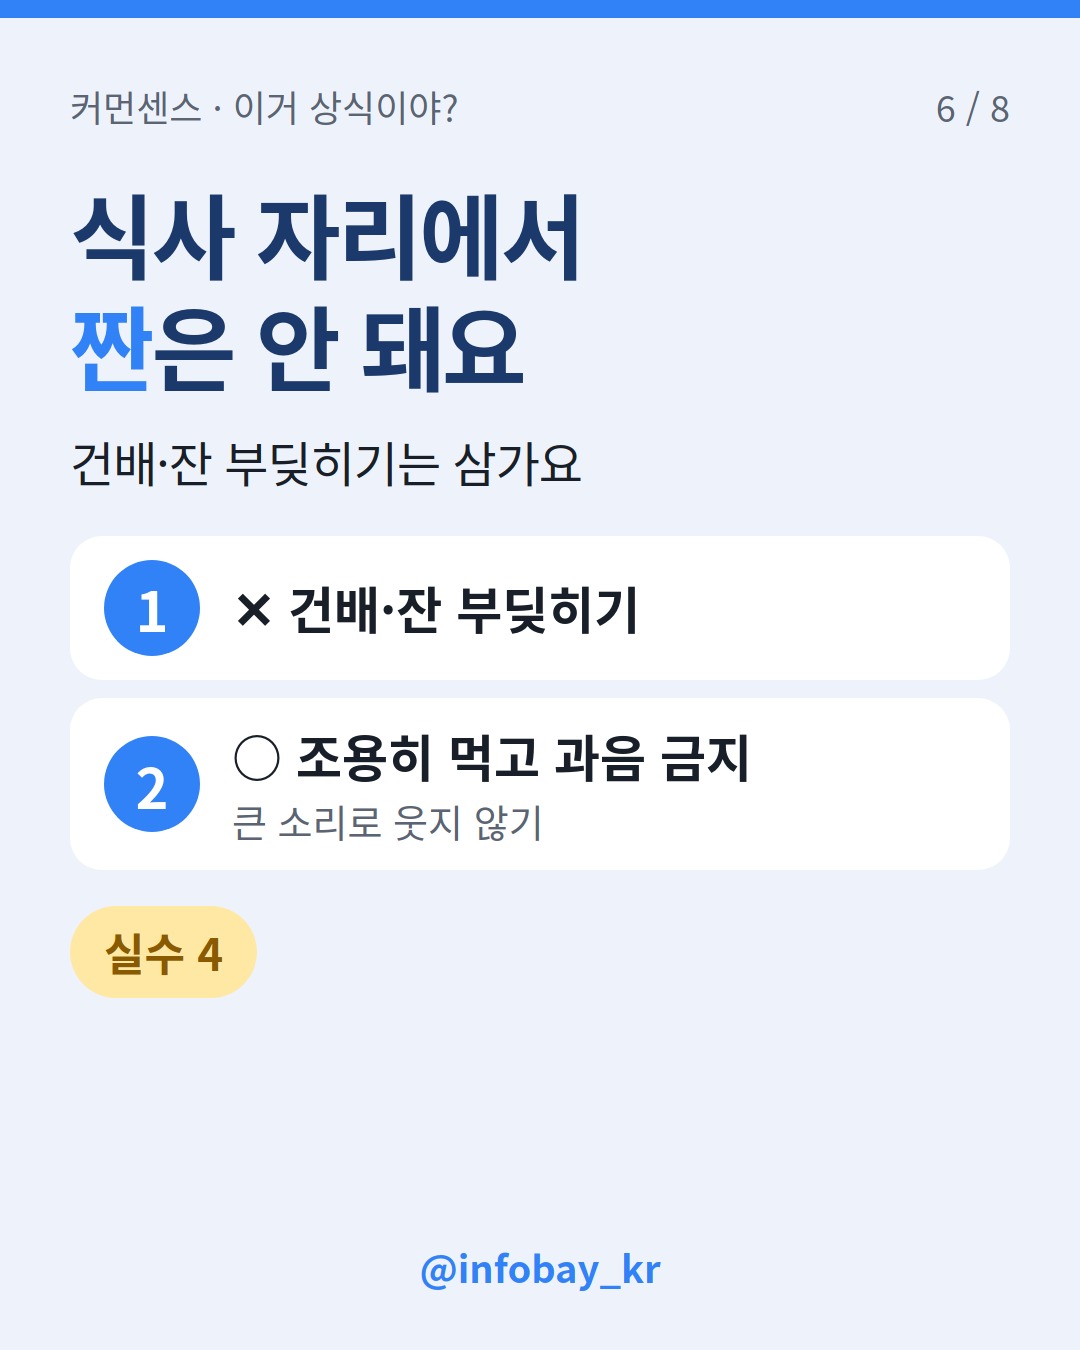 커먼센스 · 이거 상식이야?
6 / 8
식사 자리에서
짠은 안 돼요
건배·잔 부딪히기는 삼가요
1
✕ 건배·잔 부딪히기
2
○ 조용히 먹고 과음 금지
큰 소리로 웃지 않기
실수 4
@infobay_kr